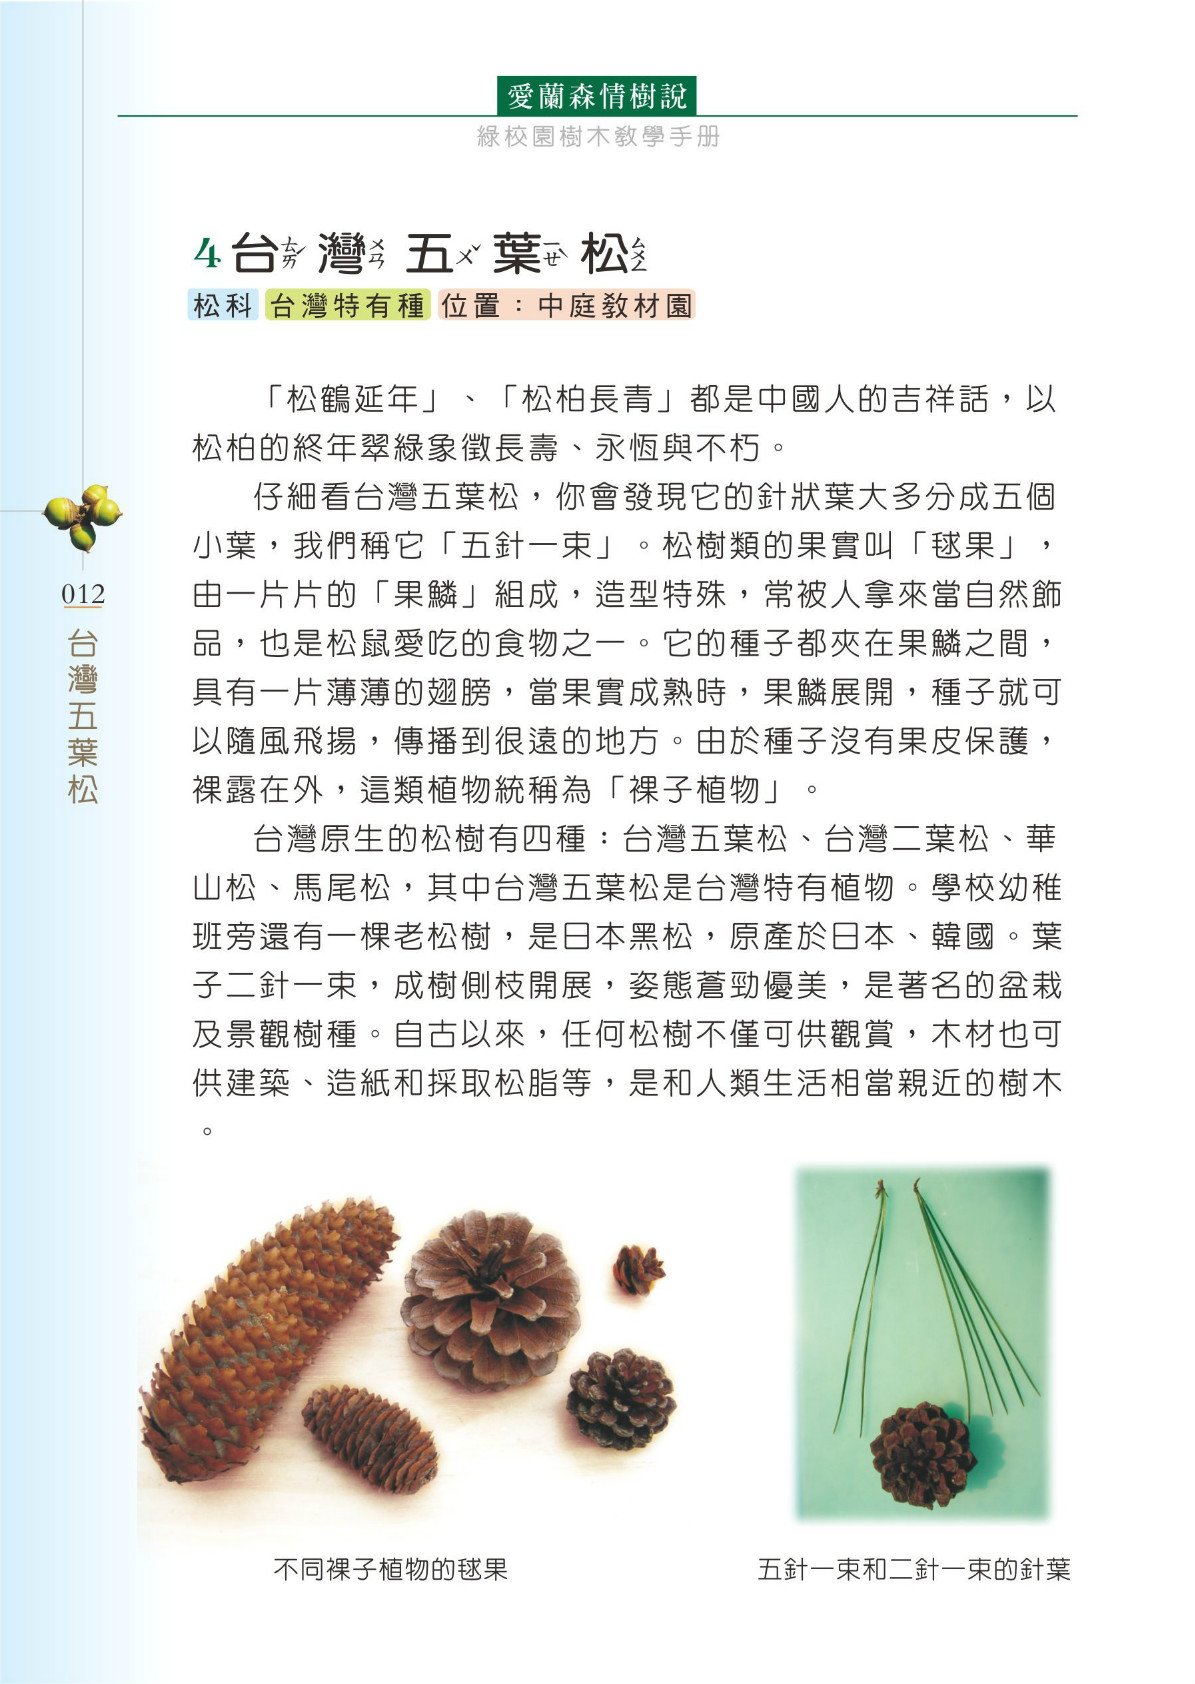 愛蘭森情樹說
綠校園樹木教學手冊
4台ㄊㄞˊ灣ㄨㄢ五ㄨˇ葉ㄧㄝˋ松ㄙㄨㄥ
松科 台灣特有種 位置：中庭教材園
「松鶴延年」、「松柏長青」都是中國人的吉祥話，以
松柏的終年翠綠象徵長壽、永恆與不朽。
仔細看台灣五葉松，你會發現它的針狀葉大多分成五個
小葉，我們稱它「五針一束」。松樹類的果實叫「毬果」，
由一片片的「果鱗」組成，造型特殊，常被人拿來當自然飾
品，也是松鼠愛吃的食物之一。它的種子都夾在果鱗之間，
具有一片薄薄的翅膀，當果實成熟時，果鱗展開，種子就可
以隨風飛揚，傳播到很遠的地方。由於種子沒有果皮保護，
裸露在外，這類植物統稱為「裸子植物」。
台灣原生的松樹有四種：台灣五葉松、台灣二葉松、華
山松、馬尾松，其中台灣五葉松是台灣特有植物。學校幼稚
班旁還有一棵老松樹，是日本黑松，原產於日本、韓國。葉
子二針一束，成樹側枝開展，姿態蒼勁優美，是著名的盆栽
及景觀樹種。自古以來，任何松樹不僅可供觀賞，木材也可
供建築、造紙和採取松脂等，是和人類生活相當親近的樹木
。
012
台灣五葉松
不同裸子植物的毬果
五針一束和二針一束的針葉